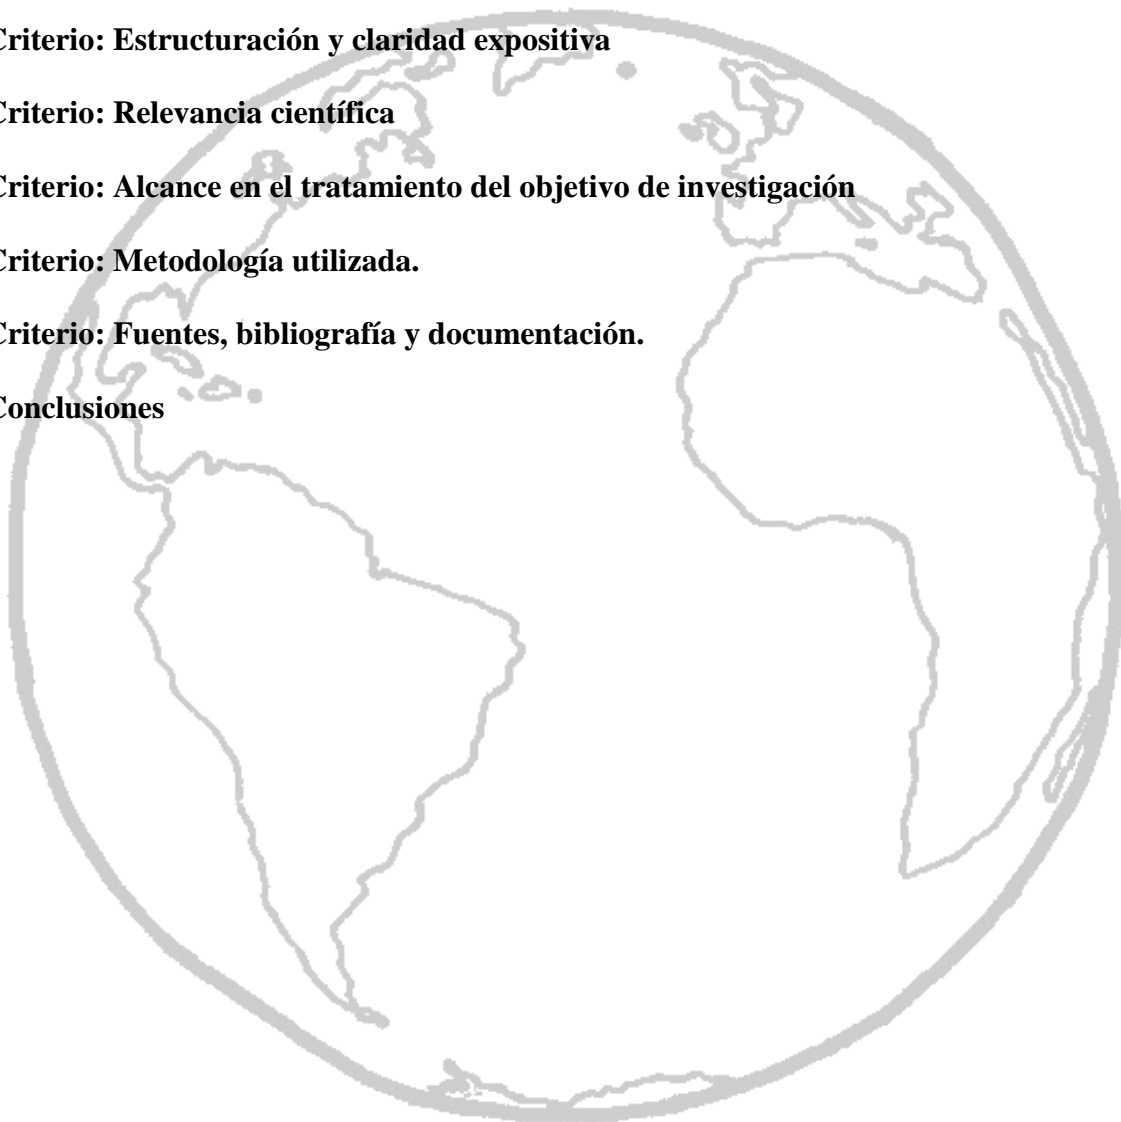 Criterio: Estructuración y claridad expositiva
Criterio: Relevancia científica
Criterio: Alcance en el tratamiento del objetivo de investigación
Criterio: Metodología utilizada.
Criterio: Fuentes, bibliografía y documentación.
Conclusiones